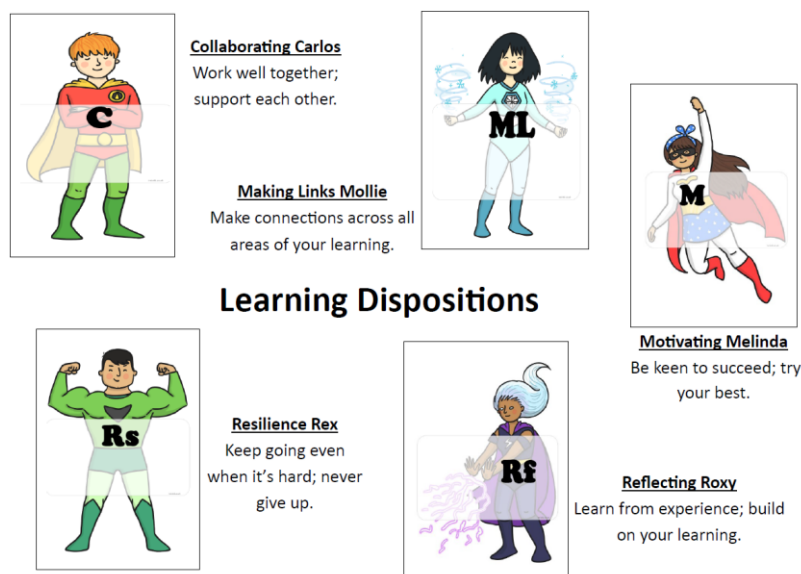 Collaborating Carlos
Work well together;
support each other.
C
ML
Making Links Mollie
Make connections across all
areas of your learning.
M
Learning Dispositions
Motivating Melinda
Be keen to succeed; try
your best.
Rs
Resilience Rex
Keep going even
when it's hard; never
give up.
Rf
Reflecting Roxy
Learn from experience; build
on your learning.